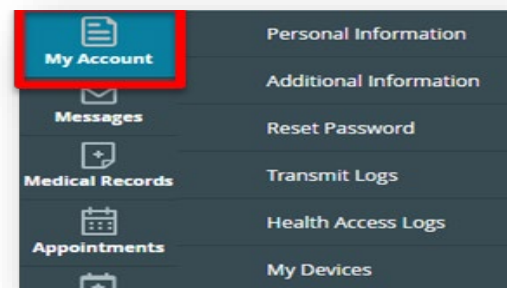 My Account
Messages
Medical Records
Appointments
Personal Information
Additional Information
Reset Password
Transmit Logs
Health Access Logs
My Devices